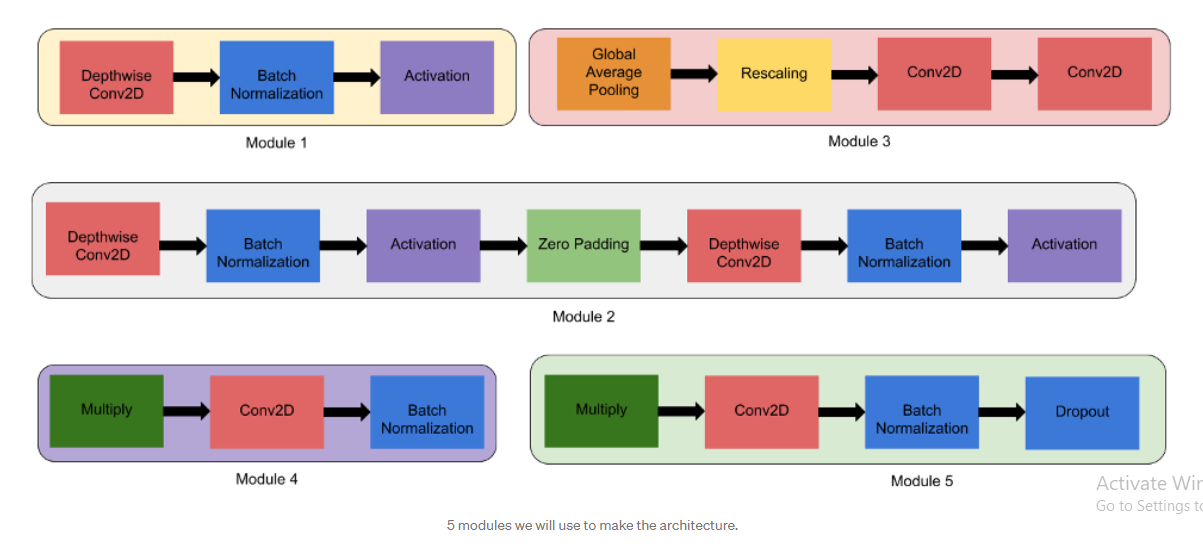 Depthwise
Conv2D
Batch
Normalization
Activation
Module 1
Global
Average
Pooling
Rescaling
Conv2D
Conv2D
Module 3
Depthwise
Conv2D
Batch
Normalization
Activation
Zero Padding
Depthwise
Conv2D
Batch
Normalization
Activation
Module 2
Multiply
Conv2D
Batch
Normalization
Module 4
Multiply
Conv2D
Batch
Normalization
Dropout
Module 5
Activate Wi
Go to Settings t
5 modules we will use to make the architecture.